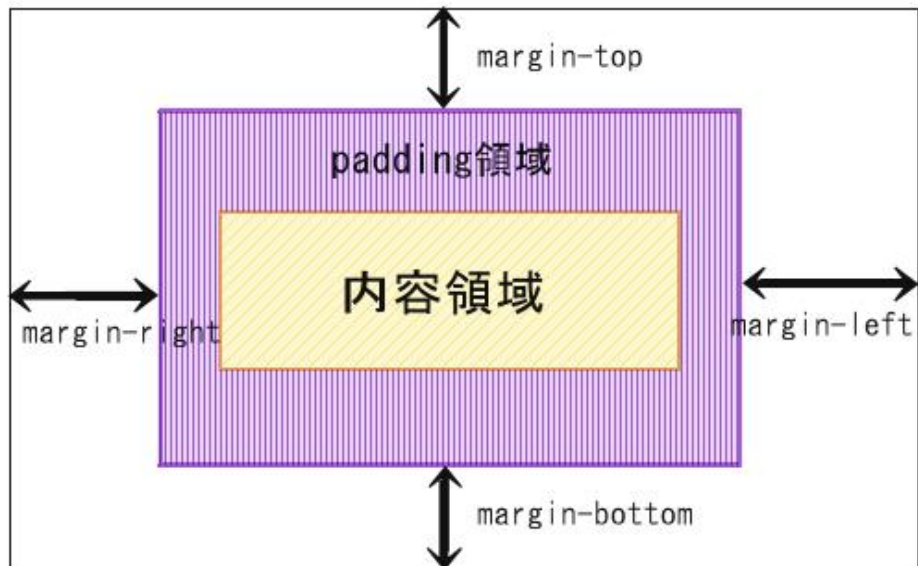 margin-top
padding領域
内容領域
margin-right
margin-left
margin-bottom